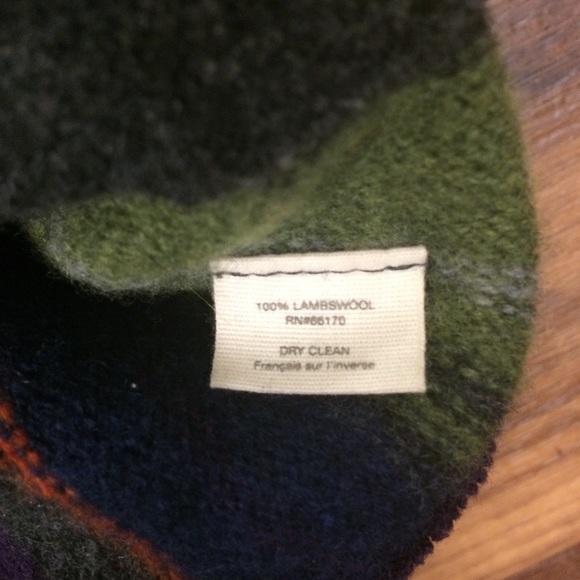 100% LAMBSWOOL
RN#66170
DRY CLEAN
Français sur l'inverse